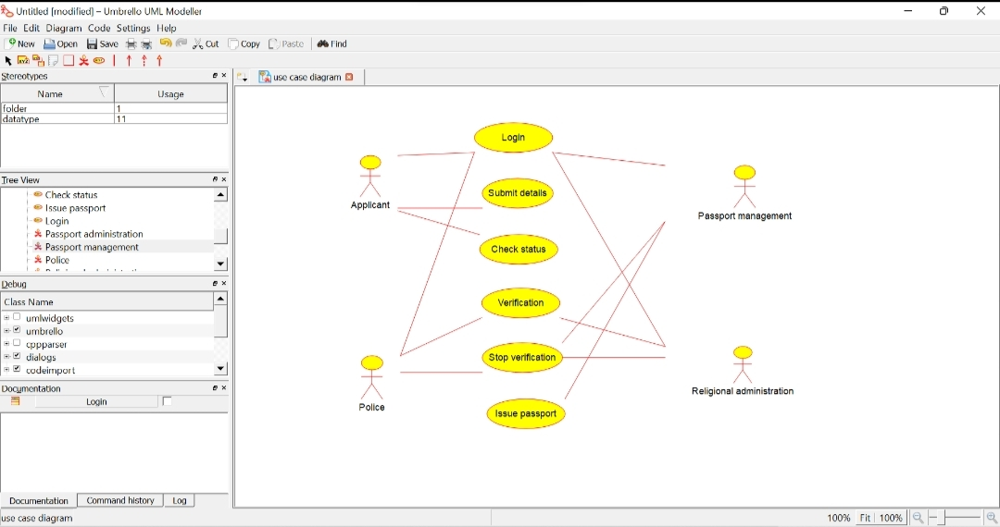 Untitled [modified] – Umbrello UML Modeller
File Edit Diagram Code Settings Help
New Open Save Cut Copy Paste Find
XYZ
Stereotypes
Name Usage
folder 1
datatype 11
Tree View
Check status
Issue passport
Login
Passport administration
Passport management
Police
Debug
Class Name
umlwidgets
umbrello
cppparser
dialogs
codeimport
Documentation
Login
Documentation Command history Log
use case diagram
use case diagram
Login
Applicant
Submit details
Passport management
Check status
Verification
Stop verification
Police
Religional administration
Issue passport
100% Fit 100%